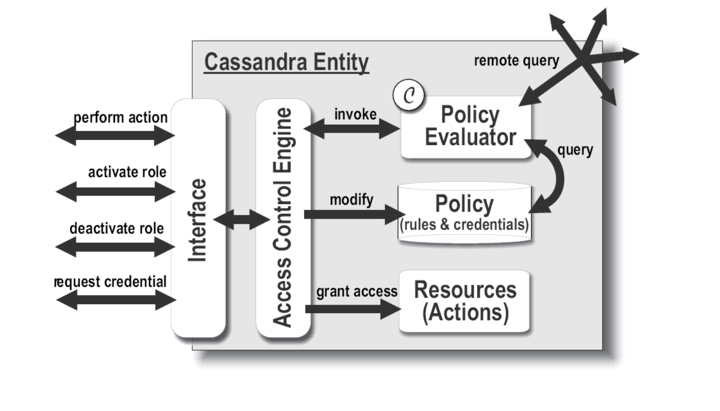 remote query
Cassandra Entity
C
perform action
invoke
Policy
Evaluator
query
activate role
Interface
Access Control Engine
modify
Policy
(rules & credentials)
deactivate role
request credential
grant access
Resources
(Actions)